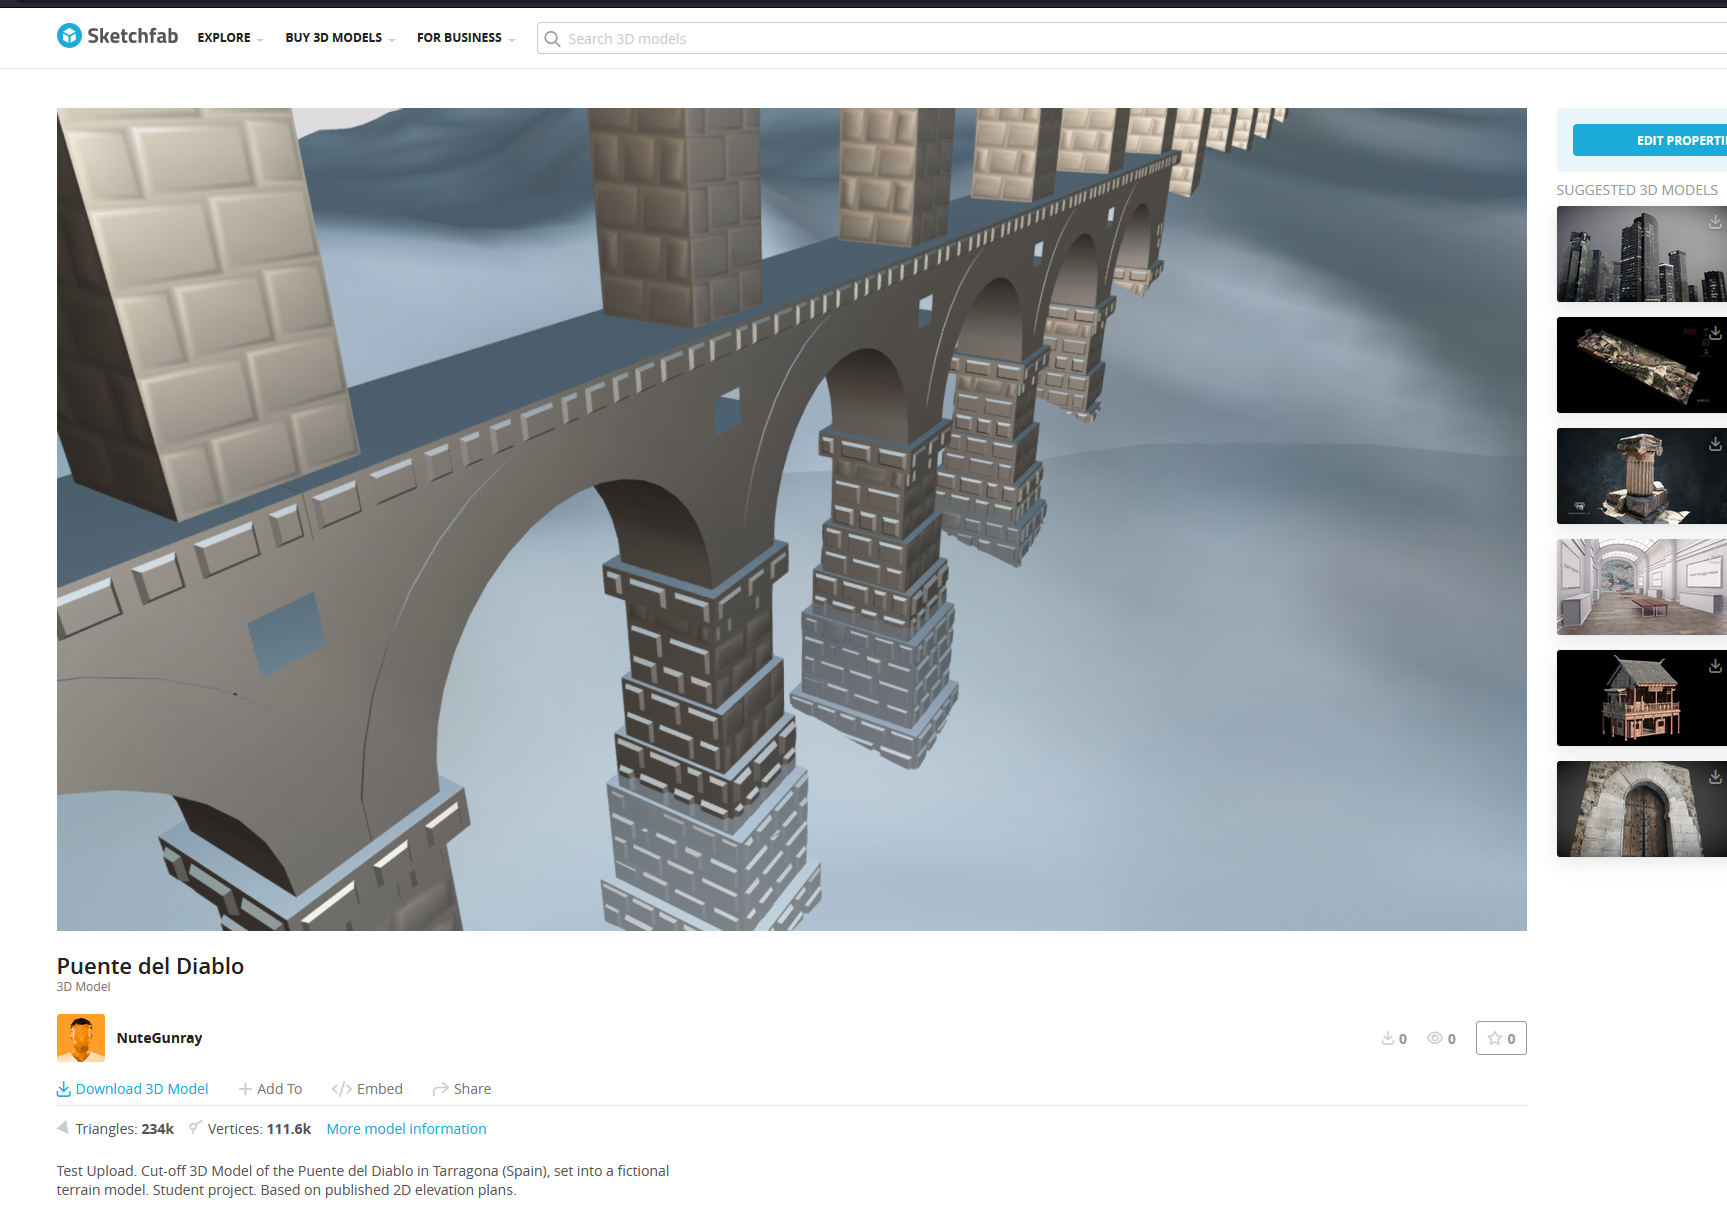 Sketchfab EXPLORE BUY 3D MODELS FOR BUSINESS Search 3D models
EDIT PROPERTI
SUGGESTED 3D MODELS
Puente del Diablo
3D Model
NuteGunray
0 0 0
Download 3D Model Add To </> Embed Share
Triangles: 234k Vertices: 111.6k More model information
Test Upload. Cut-off 3D Model of the Puente del Diablo in Tarragona (Spain), set into a fictional
terrain model. Student project. Based on published 2D elevation plans.